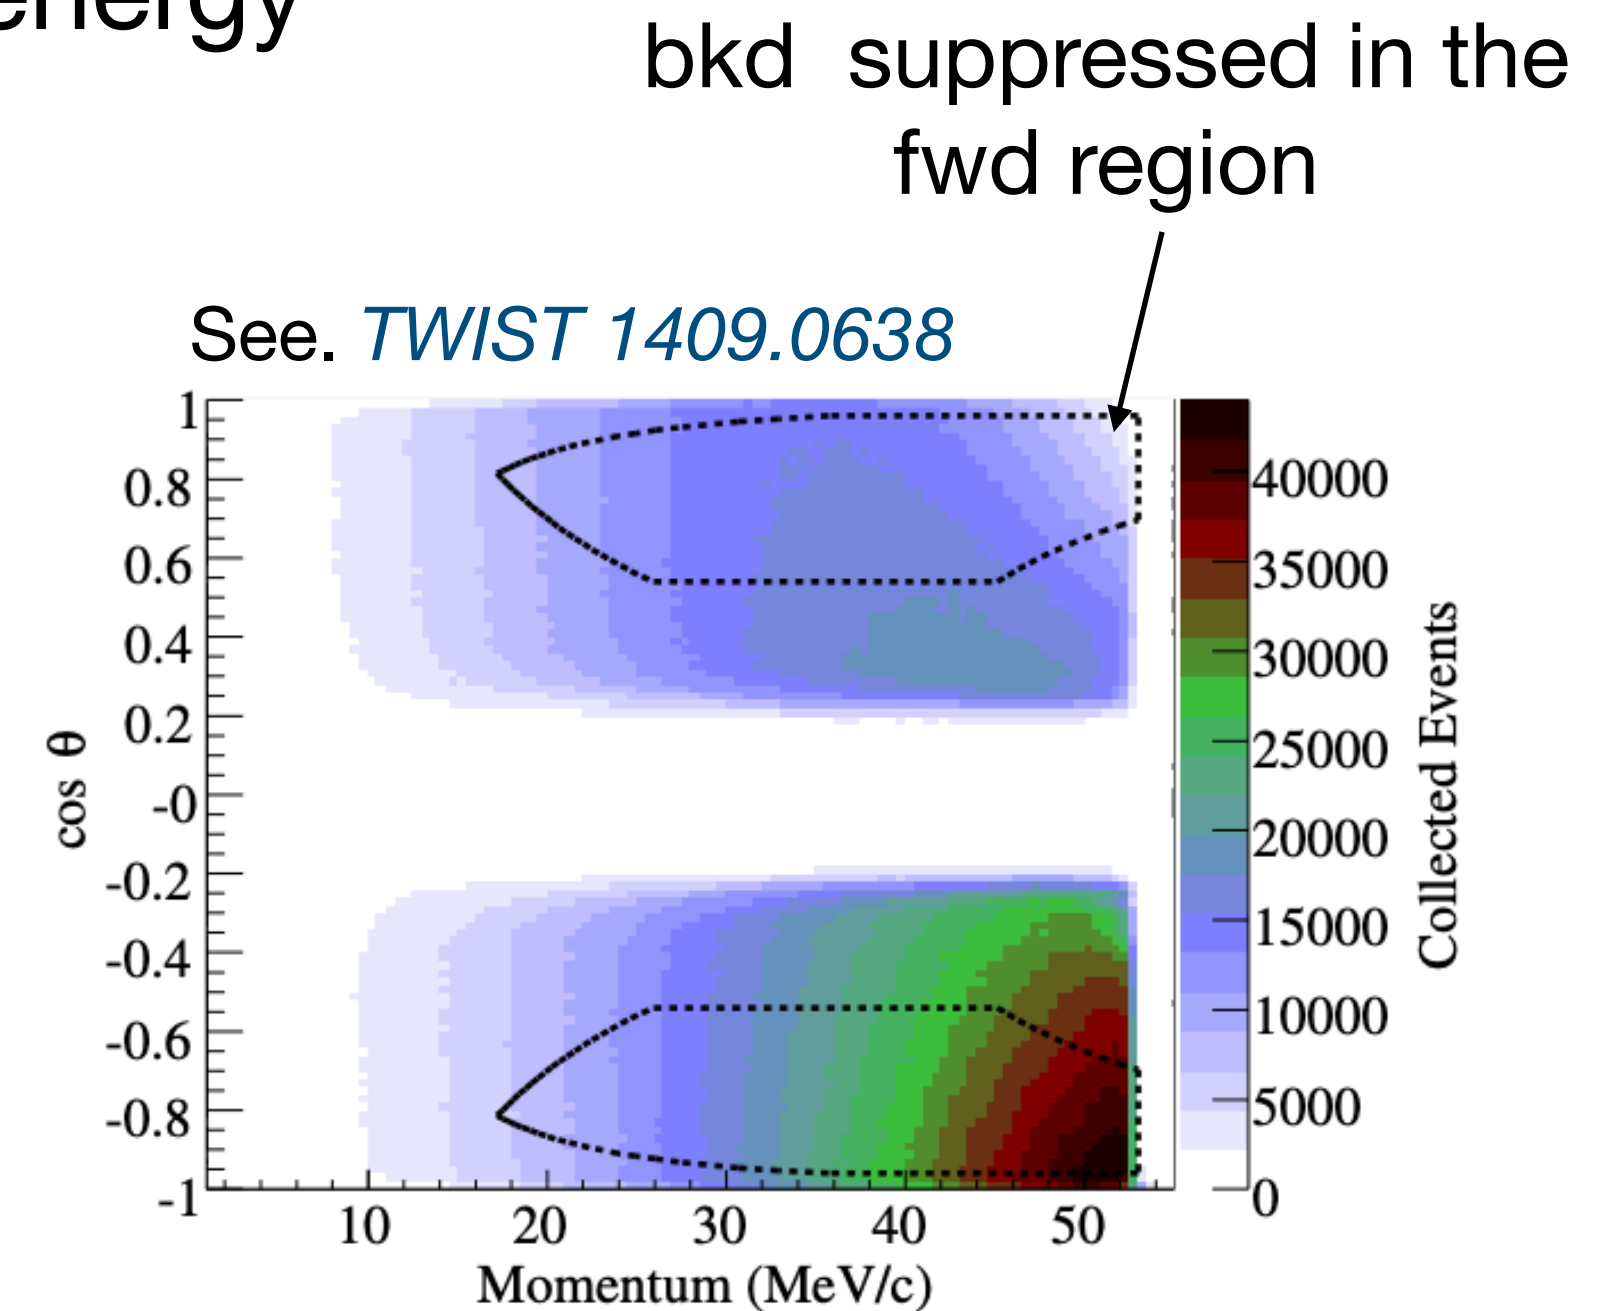 energy
bkd suppressed in the
fwd region
See. TWIST 1409.0638
1
0.8
0.6
0.4
0.2
-0
-0.2
-0.4
-0.6
-0.8
-1
cos θ
10 20 30 40 50
Momentum (MeV/c)
40000
35000
30000
25000
20000
15000
10000
5000
0
Collected Events